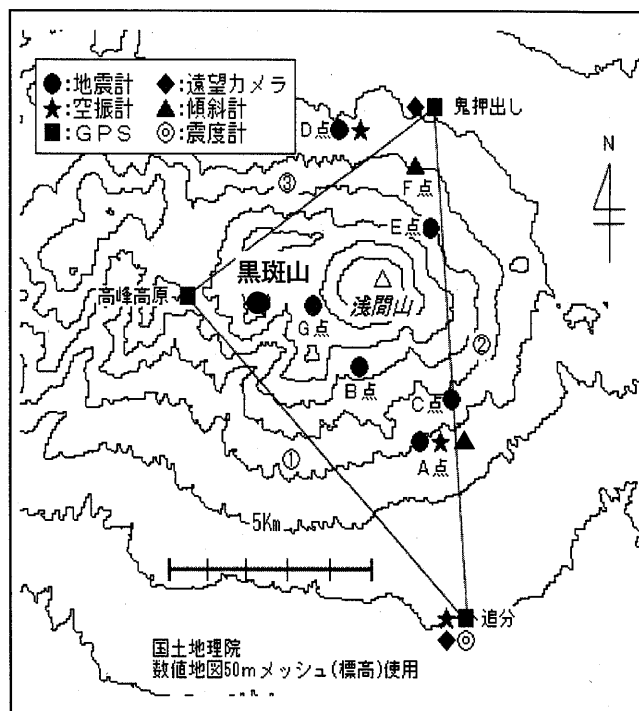 ●:地震計 ◆:遠望カメラ
★:空振計 ▲:傾斜計
■:GPS ◎:震度計
鬼押出し
D点
N
F点
③
E点
黒斑山
高峰高原
浅間山
G点
②
B点
C点
①
A点
5Km
追分
国土地理院
数値地図50mメッシュ(標高)使用